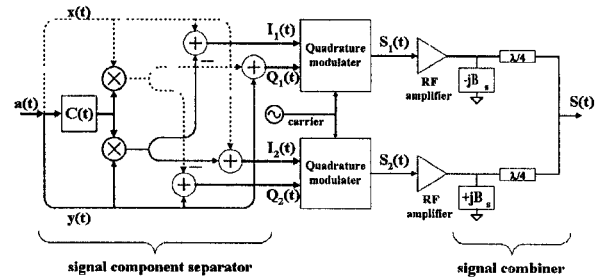 x(t)
I₁(t)
Q₁(t)
Quadrature
modulater
S₁(t)
RF
amplifier
-jBₛ
λ/4
a(t)
C(t)
carrier
S(t)
I₂(t)
Q₂(t)
Quadrature
modulater
S₂(t)
RF
amplifier
+jBₛ
λ/4
y(t)
signal component separator
signal combiner